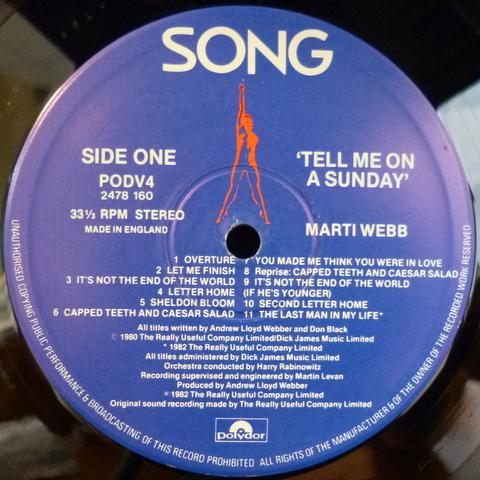 SONG
SIDE ONE
PODV4
2478 160
33⅓ RPM STEREO
MADE IN ENGLAND
'TELL ME ON
A SUNDAY'
MARTI WEBB
1 OVERTURE
2 LET ME FINISH
3 IT'S NOT THE END OF THE WORLD
4 LETTER HOME
5 SHELDON BLOOM
6 CAPPED TEETH AND CAESAR SALAD
7 YOU MADE ME THINK YOU WERE IN LOVE
8 Reprise: CAPPED TEETH AND CAESAR SALAD
9 IT'S NOT THE END OF THE WORLD
(IF HE'S YOUNGER)
10 SECOND LETTER HOME
11 THE LAST MAN IN MY LIFE*
All titles written by Andrew Lloyd Webber and Don Black
© 1980 The Really Useful Company Limited/Dick James Music Limited
* 1982 The Really Useful Company Limited
All titles administered by Dick James Music Limited
Orchestra conducted by Harry Rabinowitz
Recording supervised and engineered by Martin Levan
Produced by Andrew Lloyd Webber
℗ 1982 The Really Useful Company Limited
Original sound recording made by The Really Useful Company Limited
polydor
UNAUTHORISED COPYING PUBLIC PERFORMANCE & BROADCASTING OF THIS RECORD PROHIBITED ALL RIGHTS OF THE MANUFACTURER & OF THE OWNER OF THE RECORDED WORK RESERVED